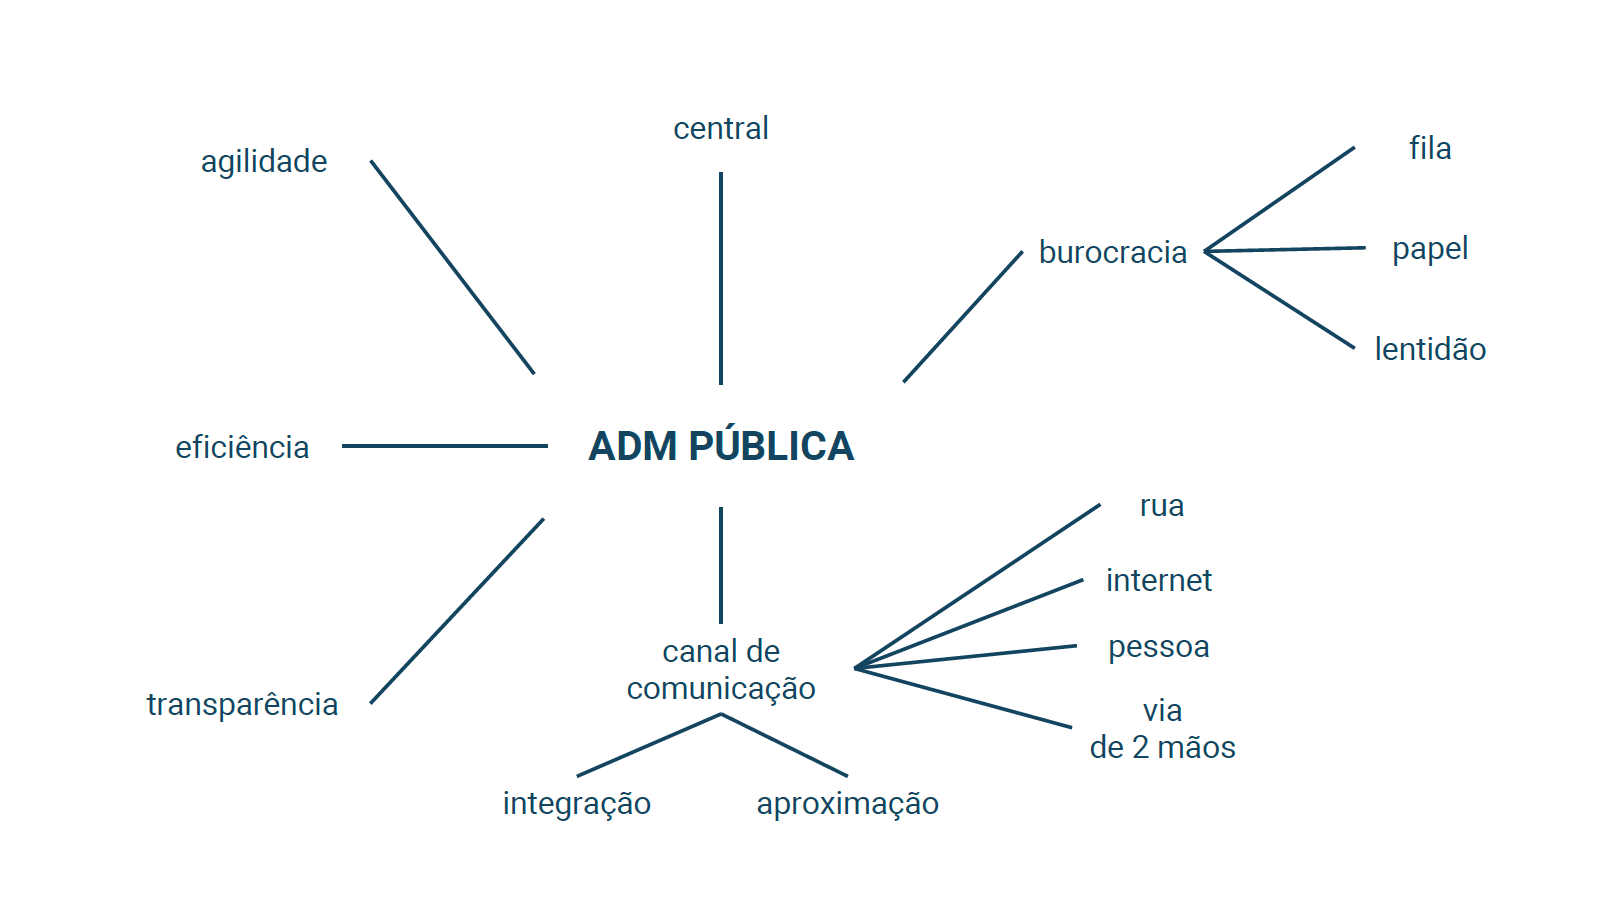 central
agilidade
fila
burocracia
papel
lentidão
eficiência
ADM PÚBLICA
rua
internet
canal de
comunicação
pessoa
via
de 2 mãos
transparência
integração
aproximação